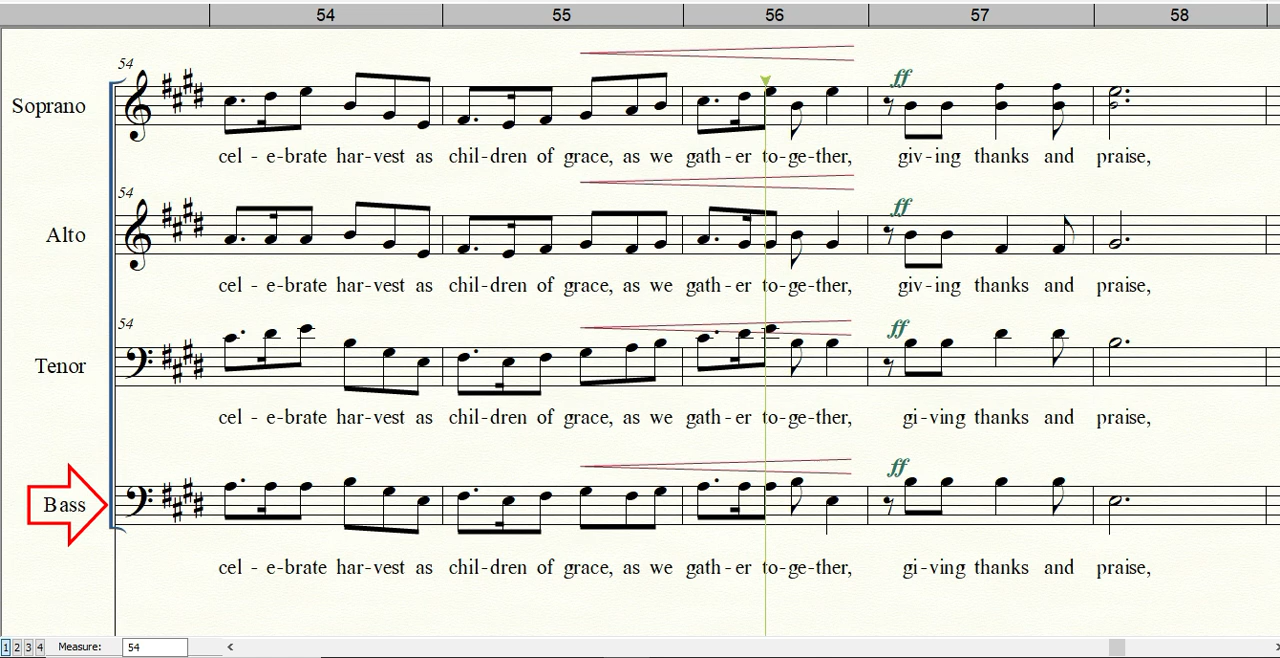 54 55 56 57 58
54
Soprano
ff
cel - e-brate har-vest as chil-dren of grace, as we gath-er to-ge-ther, giv-ing thanks and praise,
54
Alto
ff
cel - e-brate har-vest as chil-dren of grace, as we gath-er to-ge-ther, giv-ing thanks and praise,
54
Tenor
ff
cel - e-brate har-vest as chil-dren of grace, as we gath-er to-ge-ther, gi-ving thanks and praise,
Bass
ff
cel - e-brate har-vest as chil-dren of grace, as we gath-er to-ge-ther, gi-ving thanks and praise,
1 2 3 4 Measure: 54